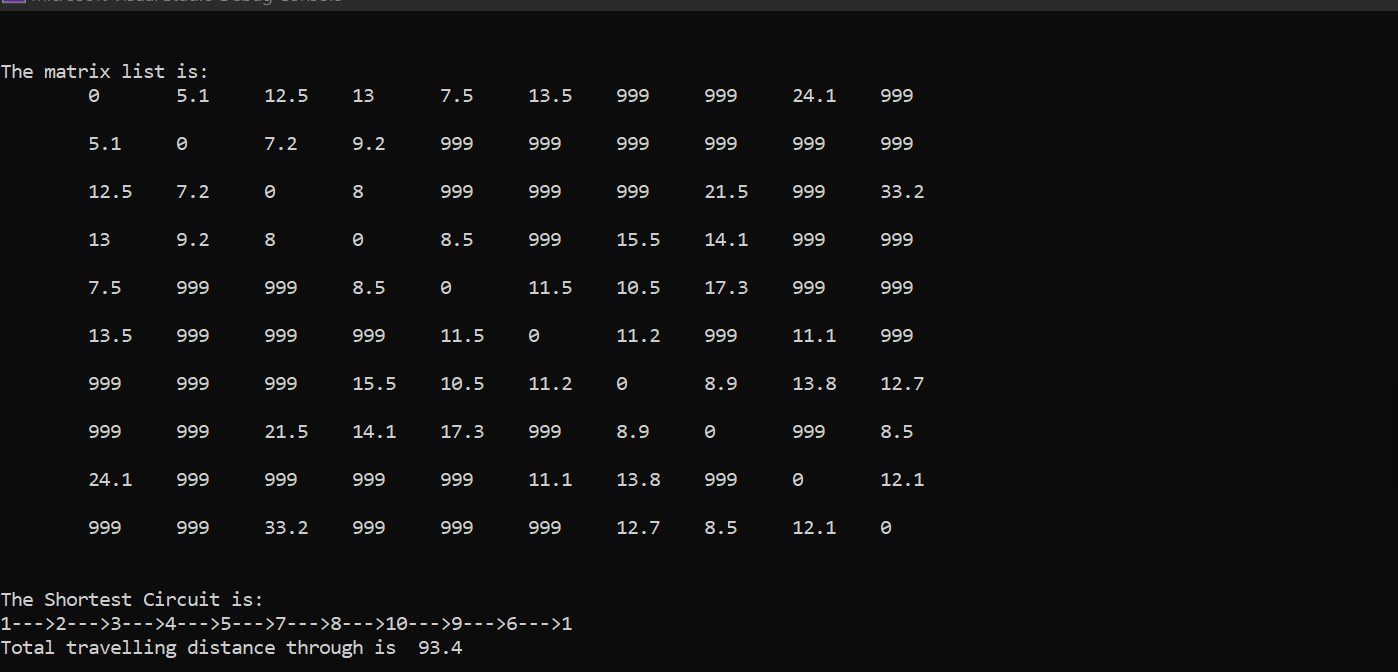 Microsoft Visual Studio Debug Console
The matrix list is:
0 5.1 12.5 13 7.5 13.5 999 999 24.1 999
5.1 0 7.2 9.2 999 999 999 999 999 999
12.5 7.2 0 8 999 999 999 21.5 999 33.2
13 9.2 8 0 8.5 999 15.5 14.1 999 999
7.5 999 999 8.5 0 11.5 10.5 17.3 999 999
13.5 999 999 999 11.5 0 11.2 999 11.1 999
999 999 999 15.5 10.5 11.2 0 8.9 13.8 12.7
999 999 21.5 14.1 17.3 999 8.9 0 999 8.5
24.1 999 999 999 999 11.1 13.8 999 0 12.1
999 999 33.2 999 999 999 12.7 8.5 12.1 0
The Shortest Circuit is:
1--->2--->3--->4--->5--->7--->8--->10--->9--->6--->1
Total travelling distance through is  93.4